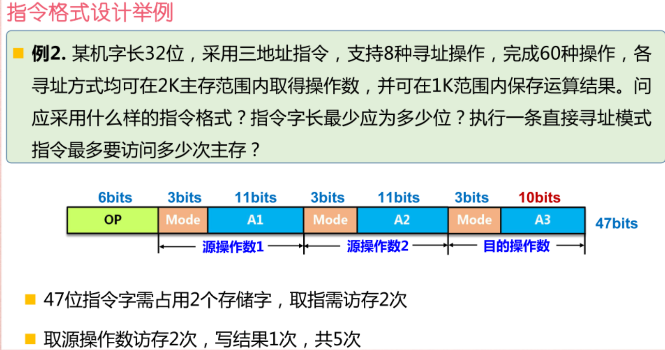 指令格式设计举例
例2. 某机字长32位，采用三地址指令，支持8种寻址操作，完成60种操作，各
寻址方式均可在2K主存范围内取得操作数，并可在1K范围内保存运算结果。问
应采用什么样的指令格式？指令字长最少应为多少位？执行一条直接寻址模式
指令最多要访问多少次主存？
6bits 3bits 11bits 3bits 11bits 3bits 10bits
OP Mode A1 Mode A2 Mode A3 47bits
源操作数1 源操作数2 目的操作数
47位指令字需占用2个存储字，取指需访存2次
取源操作数访存2次，写结果1次，共5次